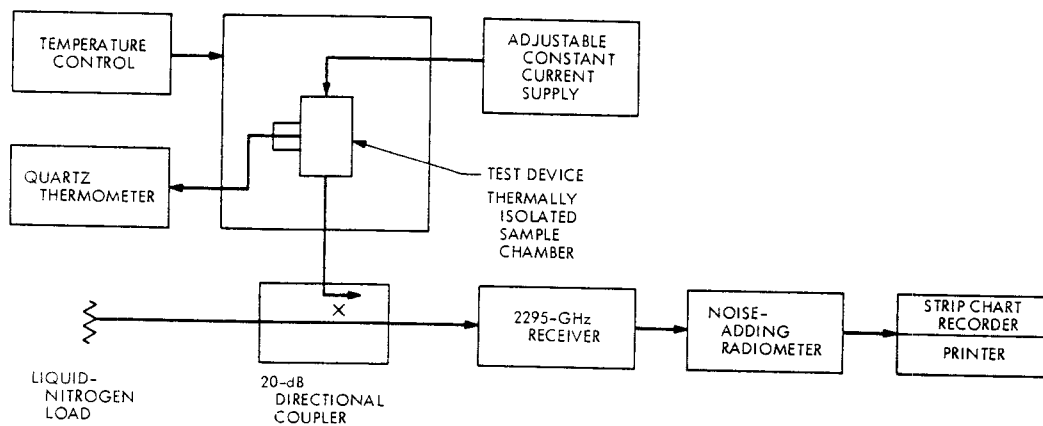 TEMPERATURE
CONTROL
ADJUSTABLE
CONSTANT
CURRENT
SUPPLY
QUARTZ
THERMOMETER
TEST DEVICE
THERMALLY
ISOLATED
SAMPLE
CHAMBER
2295-GHz
RECEIVER
NOISE-
ADDING
RADIOMETER
STRIP CHART
RECORDER
PRINTER
LIQUID-
NITROGEN
LOAD
20-dB
DIRECTIONAL
COUPLER